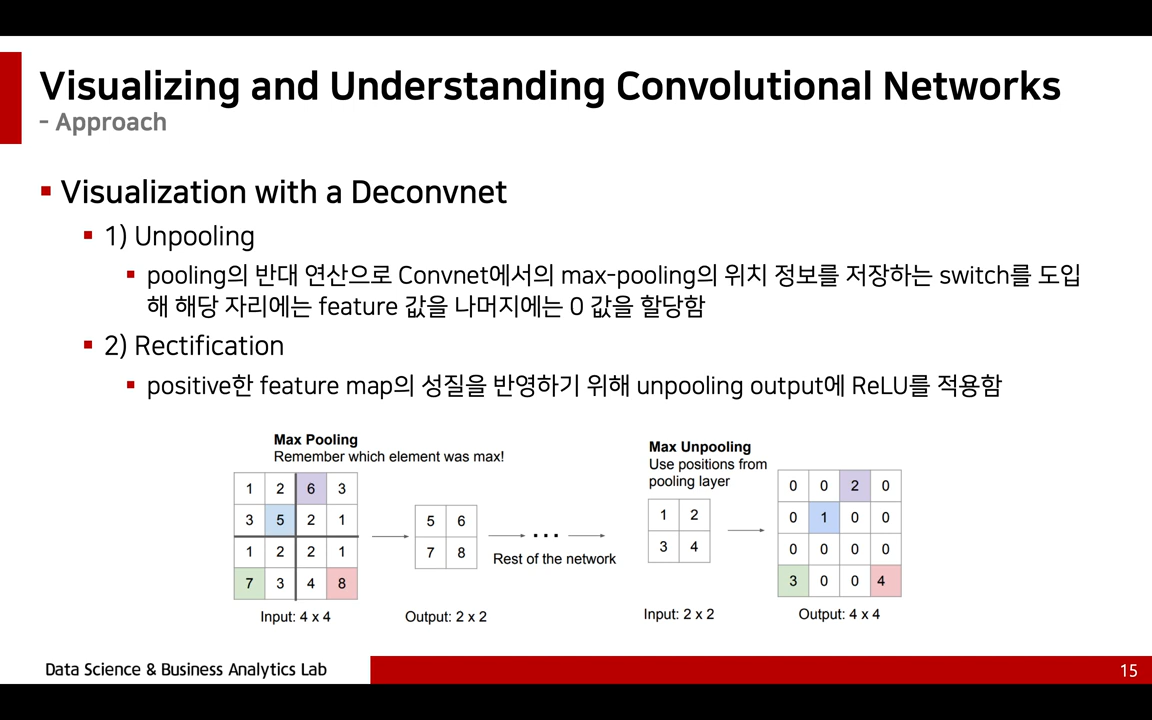 Visualizing and Understanding Convolutional Networks
- Approach
Visualization with a Deconvnet
1) Unpooling
pooling의 반대 연산으로 Convnet에서의 max-pooling의 위치 정보를 저장하는 switch를 도입
해 해당 자리에는 feature 값을 나머지에는 0 값을 할당함
2) Rectification
positive한 feature map의 성질을 반영하기 위해 unpooling output에 ReLU를 적용함
Max Pooling
Remember which element was max!
1 2 6 3
3 5 2 1
1 2 2 1
7 3 4 8
Input: 4 x 4
5 6
7 8
Output: 2 x 2
...
Rest of the network
Max Unpooling
Use positions from
pooling layer
1 2
3 4
Input: 2 x 2
0 0 2 0
0 1 0 0
0 0 0 0
3 0 0 4
Output: 4 x 4
Data Science & Business Analytics Lab
15